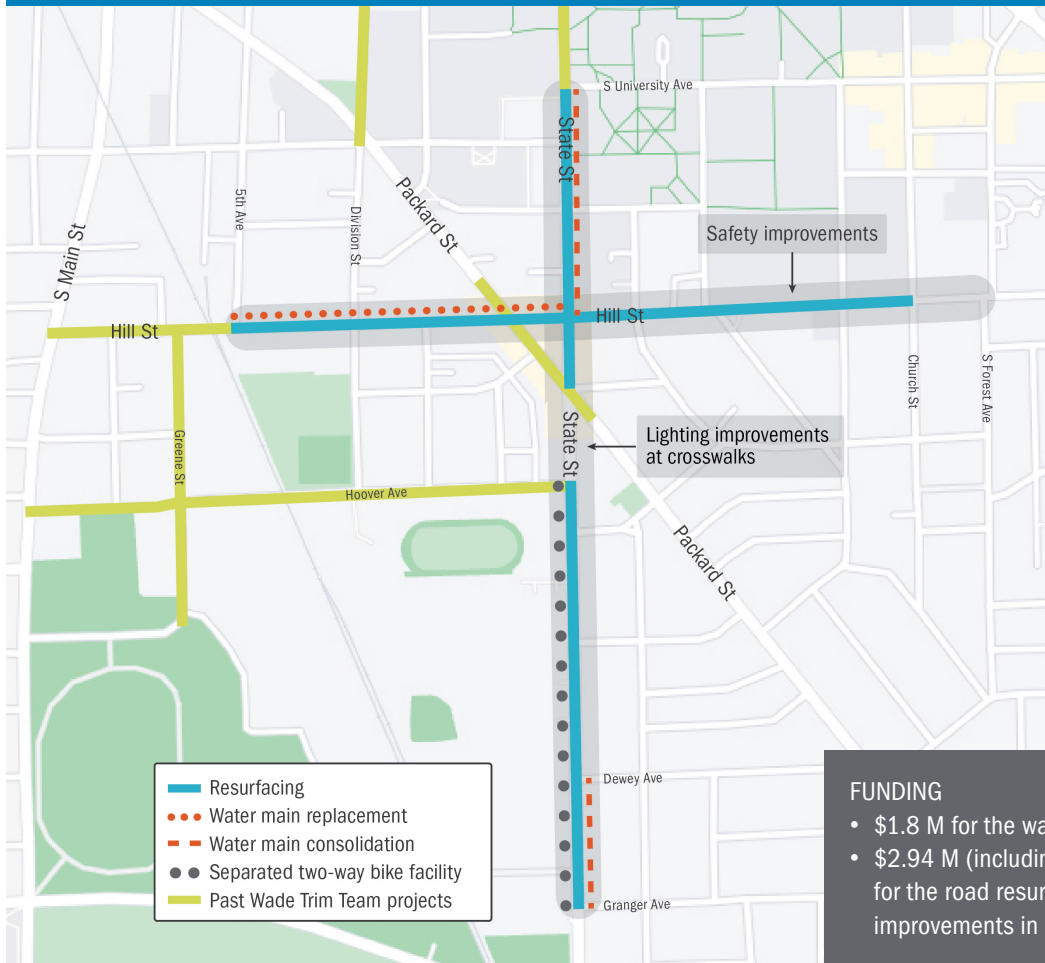 S University Ave
State St
5th Ave
Division St
Packard St
S Main St
Safety improvements
Hill St
Hill St
Church St
S Forest Ave
Greene St
State St
Lighting improvements
at crosswalks
Hoover Ave
Packard St
Dewey Ave
Granger Ave
Resurfacing
Water main replacement
Water main consolidation
Separated two-way bike facility
Past Wade Trim Team projects
FUNDING
• $1.8 M for the
• $2.94 M
for the road
improvements in